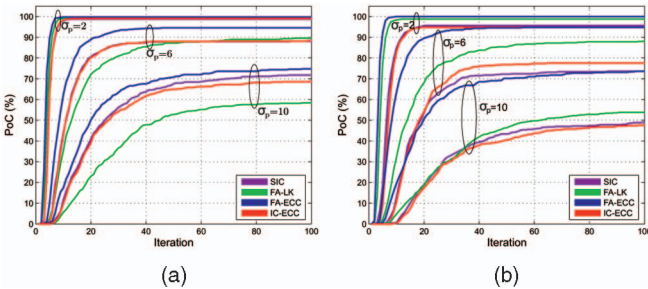 100
90
80
70
60
50
40
30
20
10
0
PoC (%)
σp=2
σp=6
σp=10
SIC
FA-LK
FA-ECC
IC-ECC
0 20 40 60 80 100
Iteration
(a)
100
90
80
70
60
50
40
30
20
10
0
PoC (%)
σp=2
σp=6
σp=10
SIC
FA-LK
FA-ECC
IC-ECC
0 20 40 60 80 100
Iteration
(b)